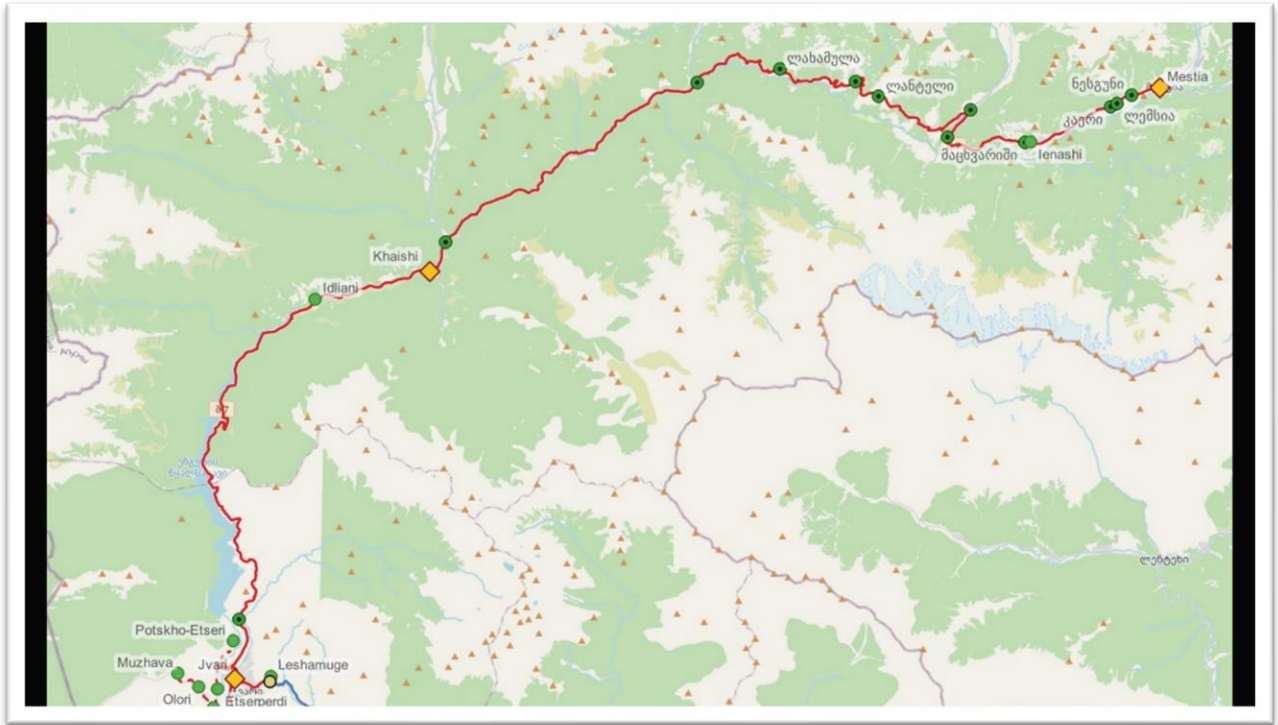 ლახამულა
Mestia
ნესგუნი
ლანტელი
კაერი
ლემსია
მაცხვარიში
Ienashi
Khaishi
Idliani
ლენტეხი
Potskho-Etseri
Muzhava
Jvari
Leshamuge
Olori
Etserperdi